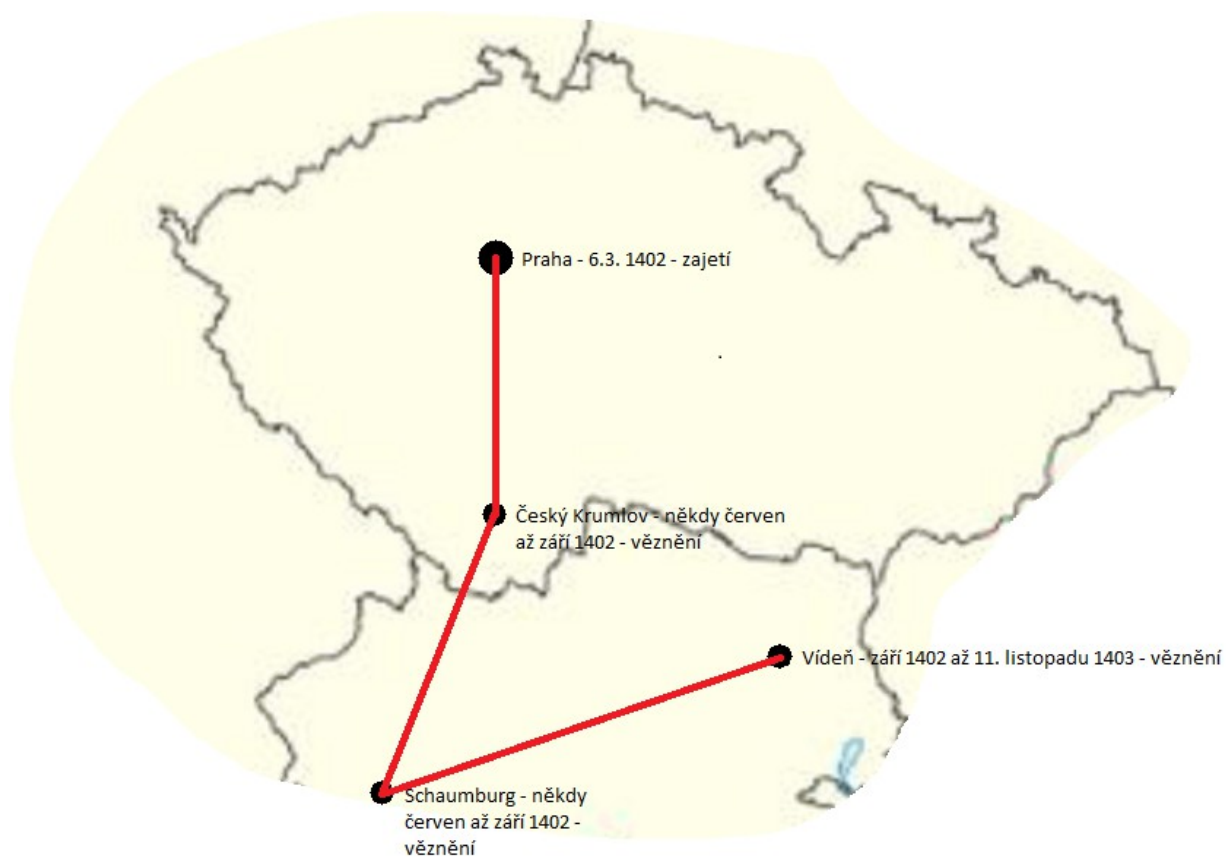 Praha - 6.3. 1402 - zajetí
Český Krumlov - někdy červen
až září 1402 - věznění
Vídeň - září 1402 až 11. listopadu 1403 - věznění
Schaumburg - někdy
červen až září 1402 -
věznění